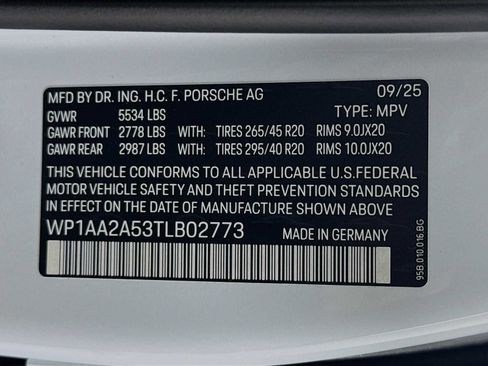 MFD BY DR. ING. H.C. F. PORSCHE AG 09/25
GVWR 5534 LBS TYPE: MPV
GAWR FRONT 2778 LBS WITH: TIRES 265/45 R20 RIMS 9.0JX20
GAWR REAR 2987 LBS WITH: TIRES 295/40 R20 RIMS 10.0JX20
THIS VEHICLE CONFORMS TO ALL APPLICABLE U.S.FEDERAL
MOTOR VEHICLE SAFETY AND THEFT PREVENTION STANDARDS
IN EFFECT ON THE DATE OF MANUFACTURE SHOWN ABOVE
WP1AA2A53TLB02773 MADE IN GERMANY
95B.010.016 BG